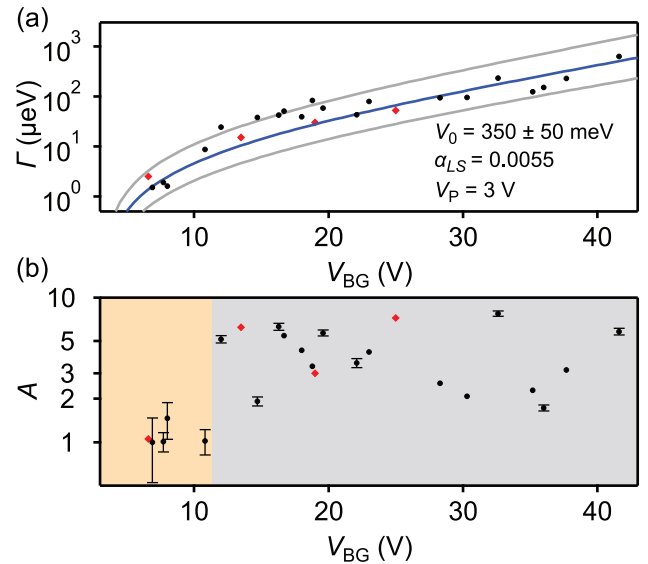 (a)
Γ (μeV)
10³
10²
10¹
10⁰
V₀ = 350 ± 50 meV
α_LS = 0.0055
V_P = 3 V
10 20 30 40
V_BG (V)
(b)
A
10
5
3
2
1
10 20 30 40
V_BG (V)